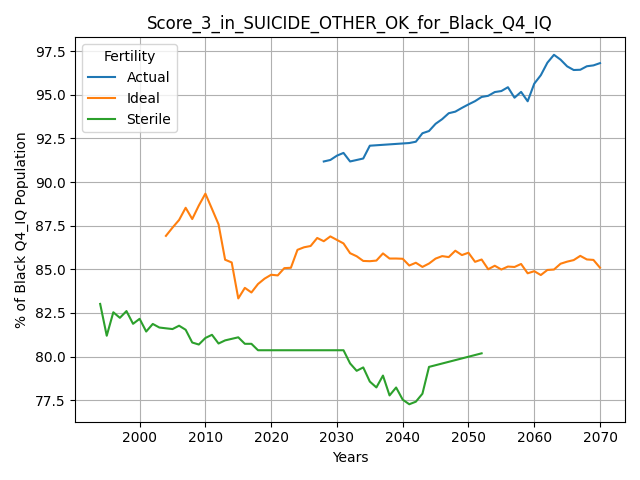 Score_3_in_SUICIDE_OTHER_OK_for_Black_Q4_IQ
Fertility
Actual
Ideal
Sterile
% of Black Q4_IQ Population
97.5
95.0
92.5
90.0
87.5
85.0
82.5
80.0
77.5
2000 2010 2020 2030 2040 2050 2060 2070
Years